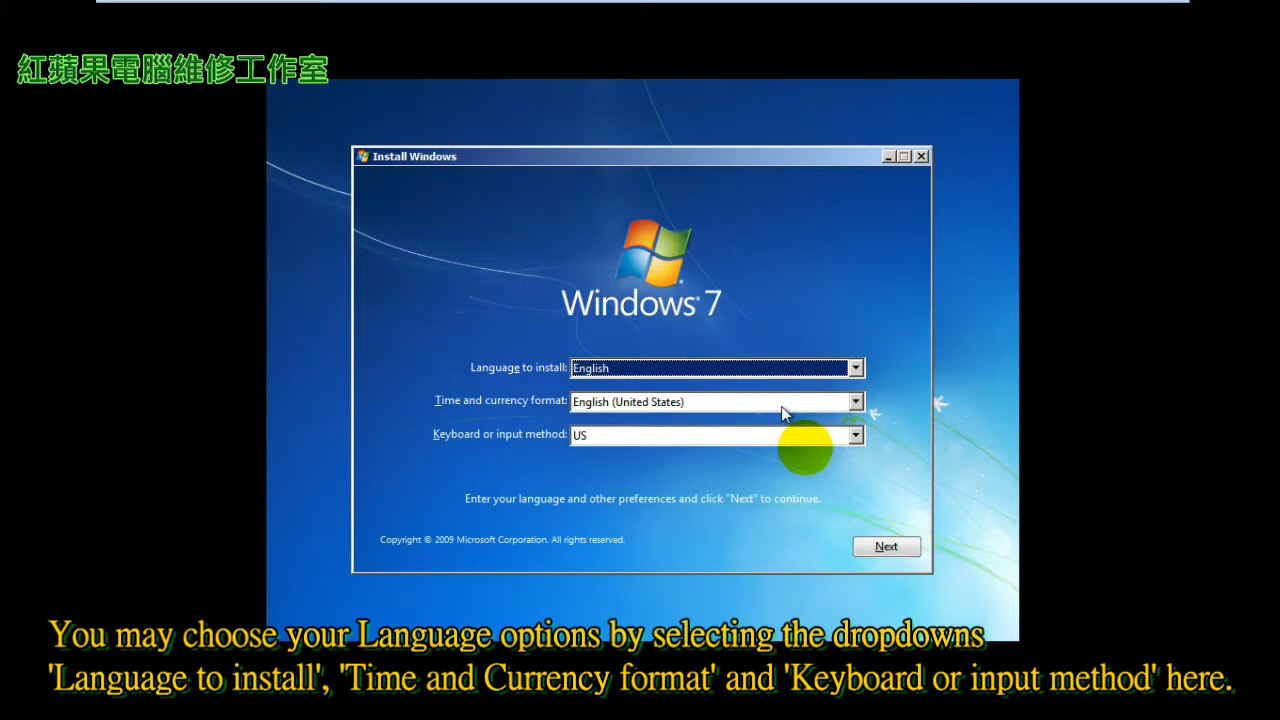 紅蘋果電腦維修工作室
Install Windows
Windows 7
Language to install: English
Time and currency format: English (United States)
Keyboard or input method: US
Enter your language and other preferences and click "Next" to continue.
Copyright © 2009 Microsoft Corporation. All rights reserved.
Next
You may choose your Language options by selecting the dropdowns
'Language to install', 'Time and Currency format' and 'Keyboard or input method' here.